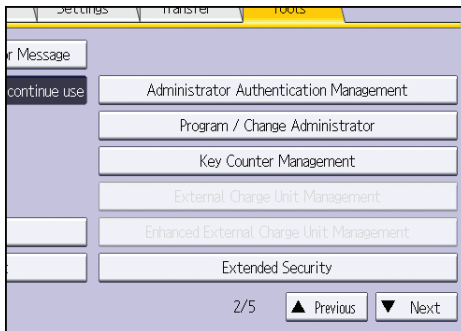 Settings Transfer Tools
r Message
continue use
Administrator Authentication Management
Program / Change Administrator
Key Counter Management
External Charge Unit Management
Enhanced External Charge Unit Management
Extended Security
2/5 ▲ Previous ▼ Next